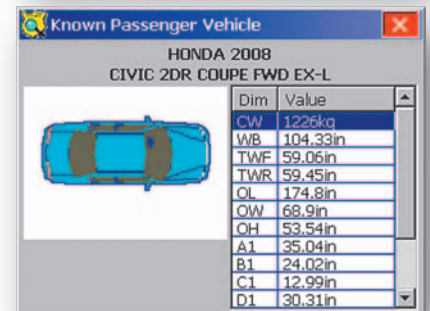 Known Passenger Vehicle
HONDA 2008
CIVIC 2DR COUPE FWD EX-L
Dim Value
CW 1226kg
WB 104.33in
TWF 59.06in
TWR 59.45in
OL 174.8in
OW 68.9in
OH 53.54in
A1 35.04in
B1 24.02in
C1 12.99in
D1 30.31in